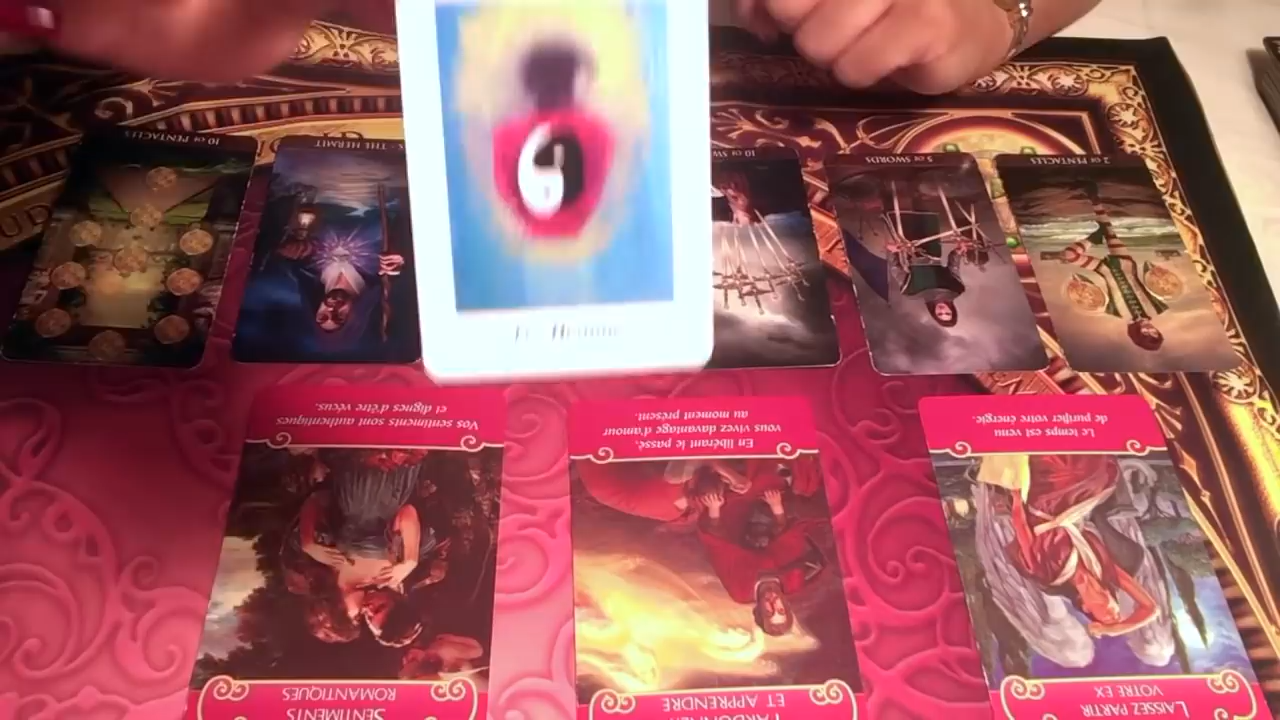 10 OF PENTACLES
THE HERMIT
10 OF SW
5 OF SWORDS
2 OF PENTACLES
Vos sentiments sont authentiques
et dignes d'être vécus.
SENTIMENTS
ROMANTIQUES
En libérant le passé,
vous vivez davantage d'amour
au moment présent.
PARDONNER
ET APPRENDRE
Le temps est venu
de purifier votre énergie.
LAISSEZ PARTIR
VOTRE EX